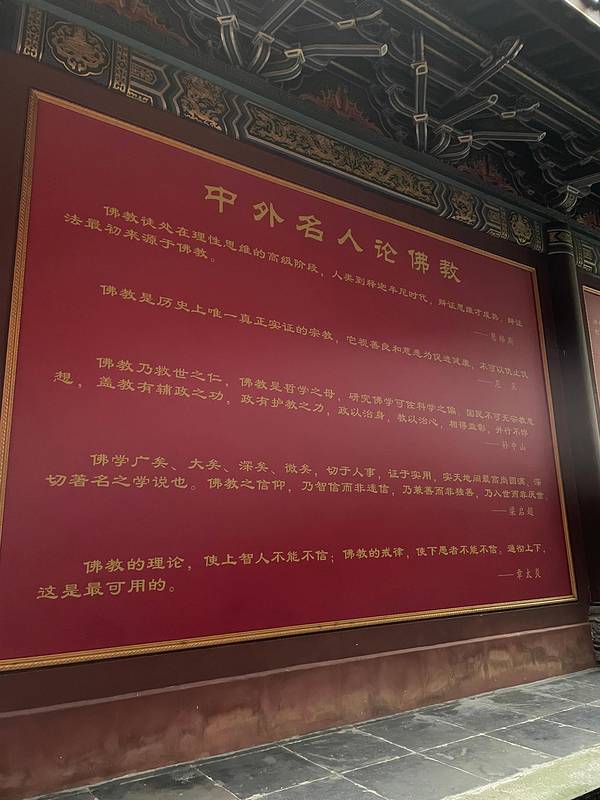 中外名人论佛教
佛教徒处在理性思维的高级阶段，人类到释迦牟尼时代，辩证思维才成熟，辩证
法最初来源于佛教。
——恩格斯
佛教是历史上唯一真正实证的宗教，它视善良和慈悲为促进健康，不可以仇止仇
——尼采
佛教乃救世之仁，佛教是哲学之母，研究佛学可佐科学之偏，国民不可无宗教思
想，盖教有辅政之功，政有护教之力，政以治身，教以治心，相得益彰，并行不悖
——孙中山
佛学广矣、大矣、深矣、微矣，切于人事，证于实用，实天地间最高尚圆满、深
切著名之学说也。佛教之信仰，乃智信而非迷信，乃兼善而非独善，乃入世而非厌世。
——梁启超
佛教的理论，使上智人不能不信；佛教的戒律，使下愚者不能不信。通彻上下，
这是最可用的。
——章太炎